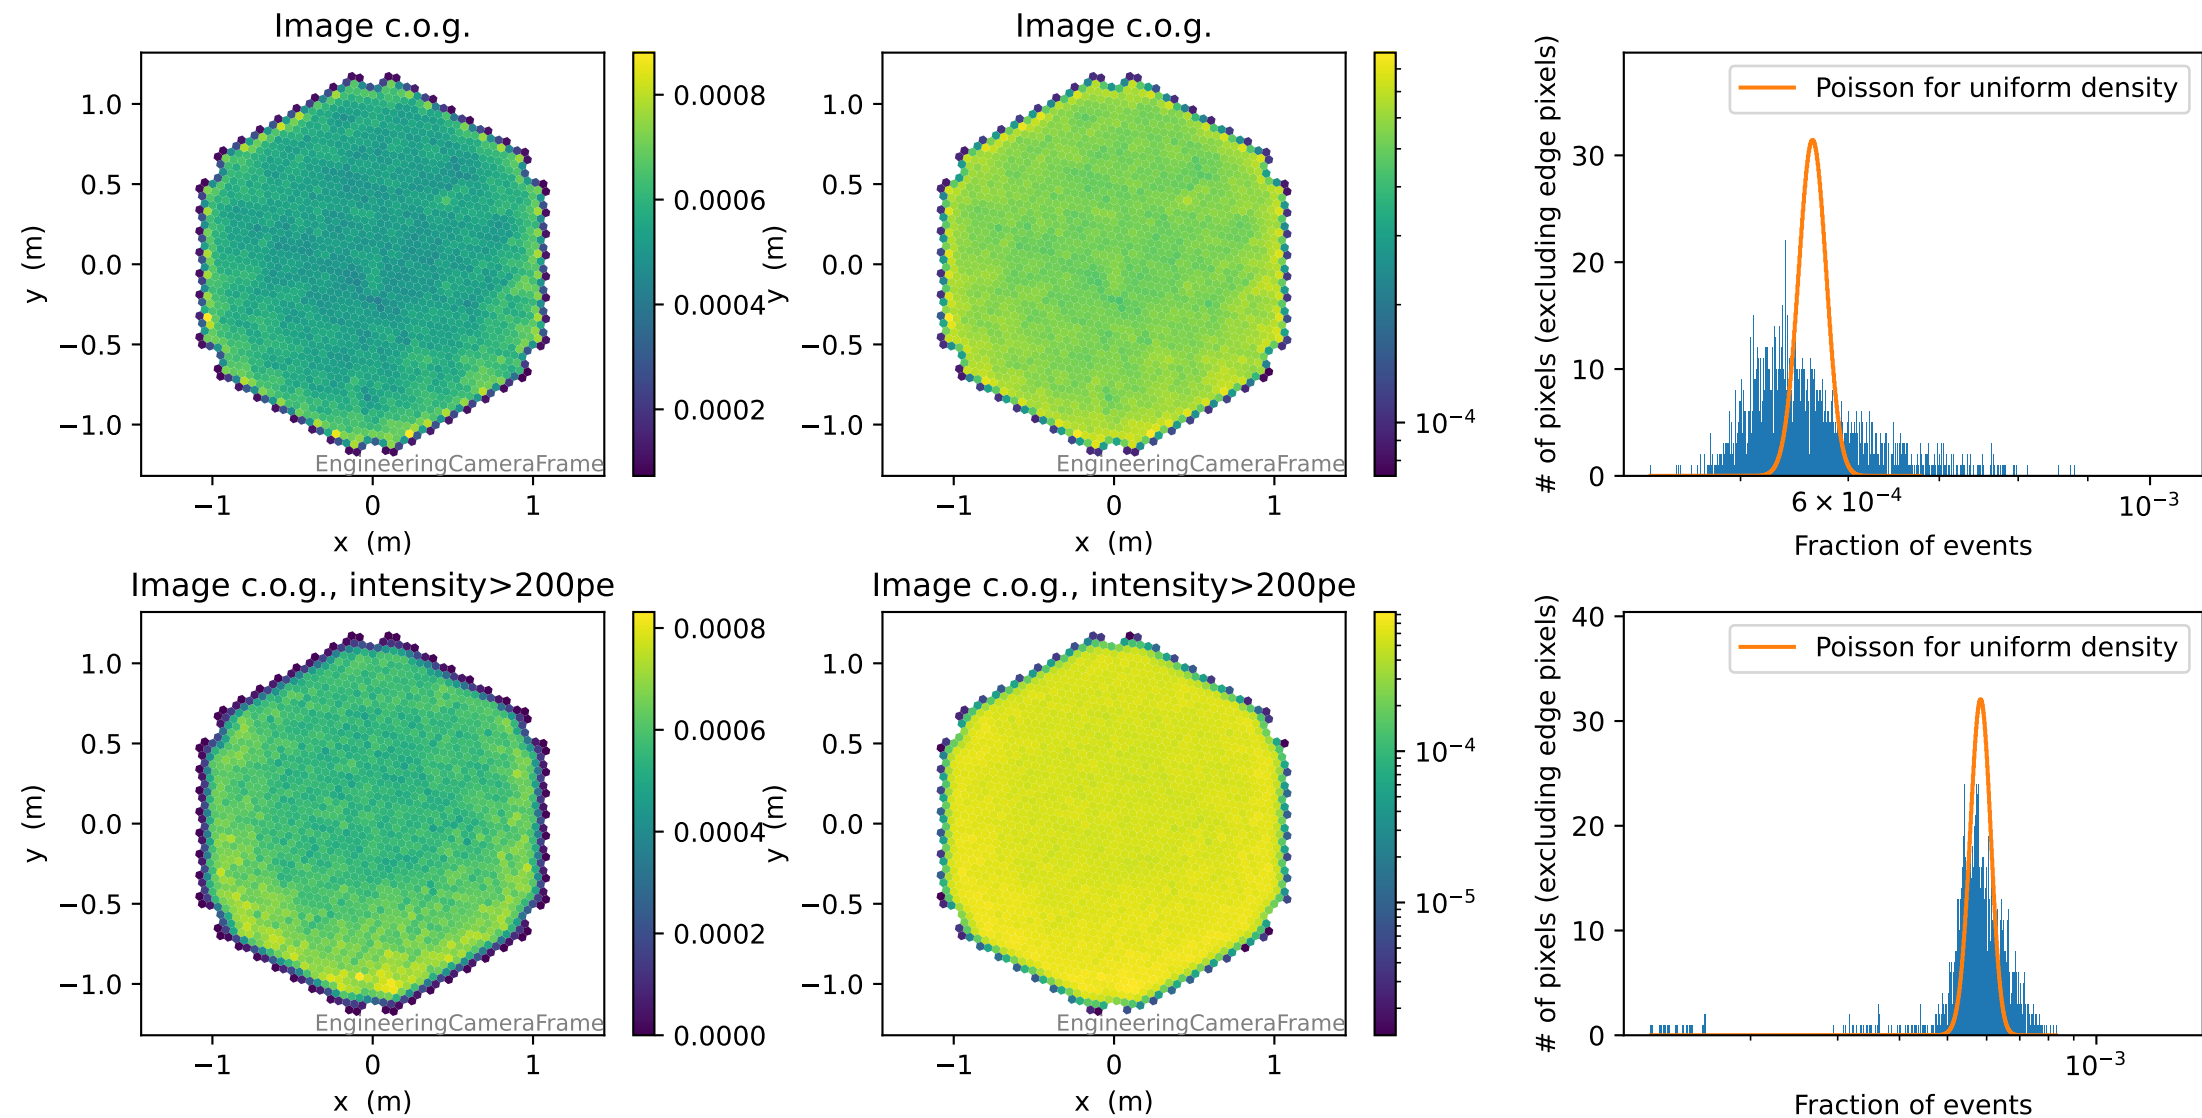 Image c.o.g.
1.0
0.5
0.0
−0.5
−1.0
y (m)
−1 0 1
x (m)
EngineeringCameraFrame
0.0008
0.0006
0.0004
0.0002
Image c.o.g.
1.0
0.5
0.0
−0.5
−1.0
y (m)
−1 0 1
x (m)
EngineeringCameraFrame
10⁻⁴
# of pixels (excluding edge pixels)
30
20
10
0
Poisson for uniform density
6 × 10⁻⁴ 10⁻³
Fraction of events
Image c.o.g., intensity>200pe
1.0
0.5
0.0
−0.5
−1.0
y (m)
−1 0 1
x (m)
EngineeringCameraFrame
0.0008
0.0006
0.0004
0.0002
0.0000
Image c.o.g., intensity>200pe
1.0
0.5
0.0
−0.5
−1.0
y (m)
−1 0 1
x (m)
EngineeringCameraFrame
10⁻⁴
10⁻⁵
# of pixels (excluding edge pixels)
40
30
20
10
0
Poisson for uniform density
10⁻³
Fraction of events